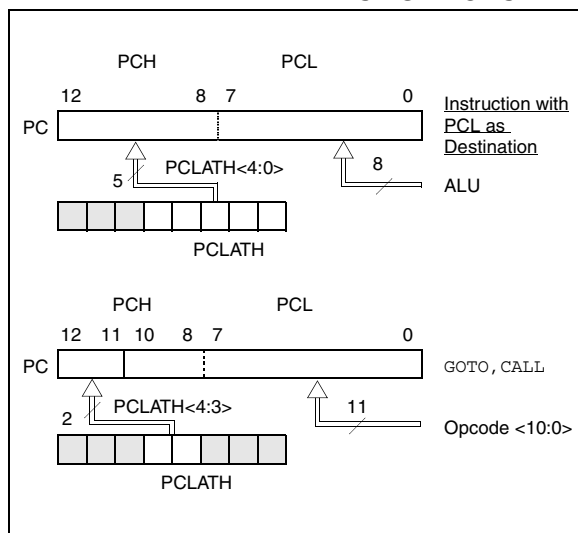 PCH PCL
12 8 7 0
PC
Instruction with
PCL as
Destination
5
PCLATH<4:0>
8
ALU
PCLATH
PCH PCL
12 11 10 8 7 0
PC
GOTO, CALL
2
PCLATH<4:3>
11
Opcode <10:0>
PCLATH